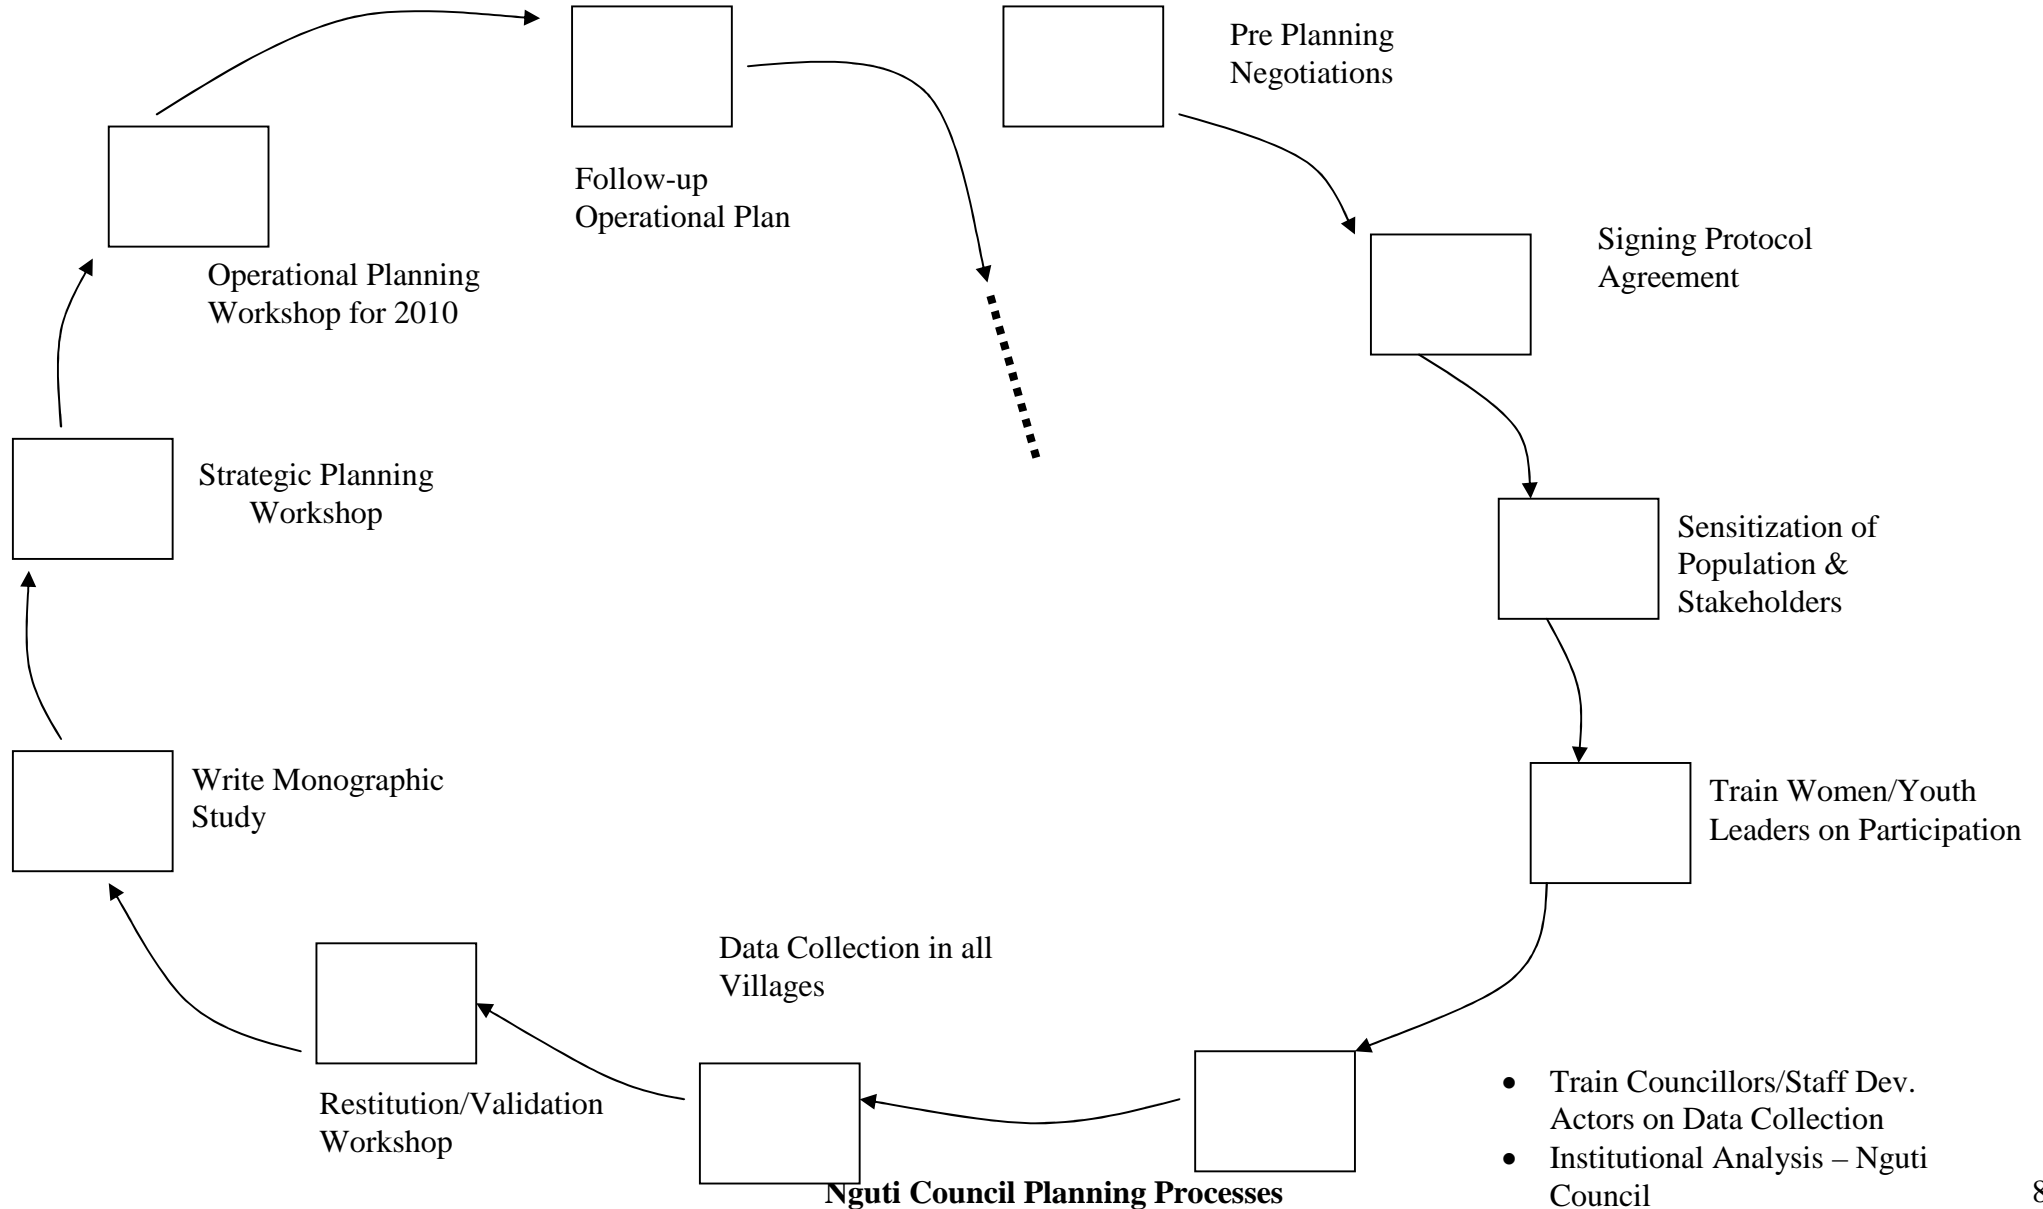 Pre Planning
Negotiations
Signing Protocol
Agreement
Sensitization of
Population &
Stakeholders
Train Women/Youth
Leaders on Participation
• Train Councillors/Staff Dev.
Actors on Data Collection
• Institutional Analysis – Nguti
Council
Data Collection in all
Villages
Restitution/Validation
Workshop
Write Monographic
Study
Strategic Planning
Workshop
Operational Planning
Workshop for 2010
Follow-up
Operational Plan
Nguti Council Planning Processes
8